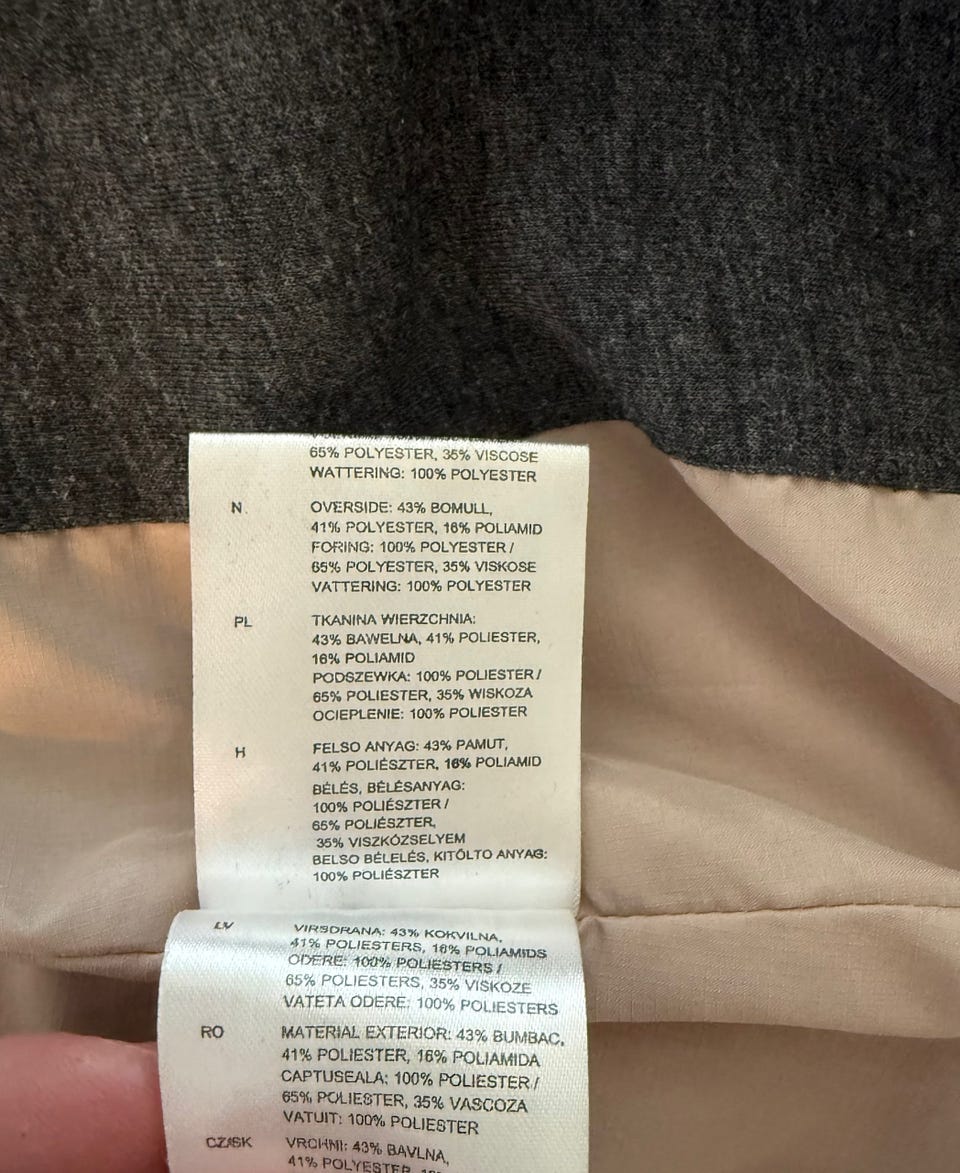 65% POLYESTER, 35% VISCOSE
WATTERING: 100% POLYESTER
N. OVERSIDE: 43% BOMULL,
41% POLYESTER, 16% POLIAMID
FORING: 100% POLYESTER /
65% POLYESTER, 35% VISKOSE
VATTERING: 100% POLYESTER
PL TKANINA WIERZCHNIA:
43% BAWELNA, 41% POLIESTER,
16% POLIAMID
PODSZEWKA: 100% POLIESTER /
65% POLIESTER, 35% WISKOZA
OCIEPLENIE: 100% POLIESTER
H FELSO ANYAG: 43% PAMUT,
41% POLIÉSZTER, 16% POLIAMID
BÉLÉS, BÉLÉSANYAG:
100% POLIÉSZTER /
65% POLIÉSZTER,
35% VISZKÓZSELYEM
BELSO BÉLELÉS, KITÖLTO ANYAG:
100% POLIÉSZTER
LV VIRSDRANA: 43% KOKVILNA,
41% POLIESTERS, 16% POLIAMIDS
ODERE: 100% POLIESTERS /
65% POLIESTERS, 35% VISKOZE
VATETA ODERE: 100% POLIESTERS
RO MATERIAL EXTERIOR: 43% BUMBAC,
41% POLIESTER, 16% POLIAMIDA
CAPTUSEALA: 100% POLIESTER /
65% POLIESTER, 35% VASCOZA
VATUIT: 100% POLIESTER
CZ/SK VRCHNI: 43% BAVLNA,
41% POLYESTER,